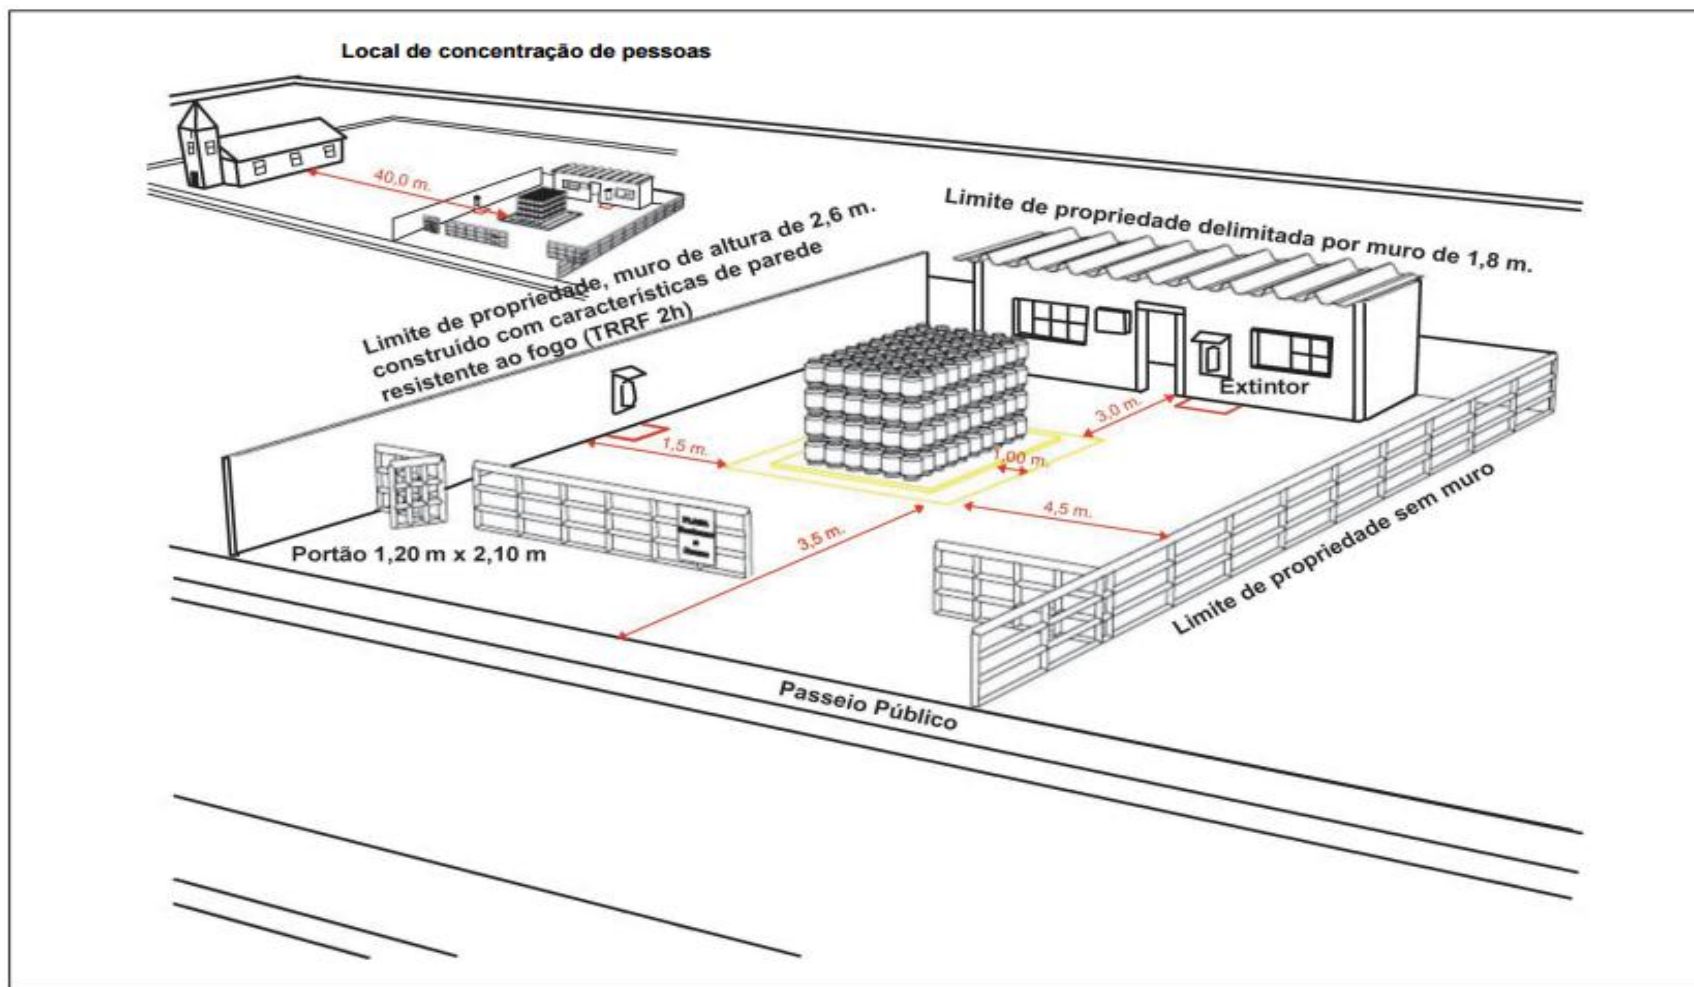 Local de concentração de pessoas
40,0 m.
Limite de propriedade, muro de altura de 2,6 m.
construído com características de parede
resistente ao fogo (TRRF 2h)
Limite de propriedade delimitada por muro de 1,8 m.
Extintor
3,0 m.
1,5 m.
1,00 m.
4,5 m.
3,5 m.
Portão 1,20 m x 2,10 m
Limite de propriedade sem muro
Passeio Público